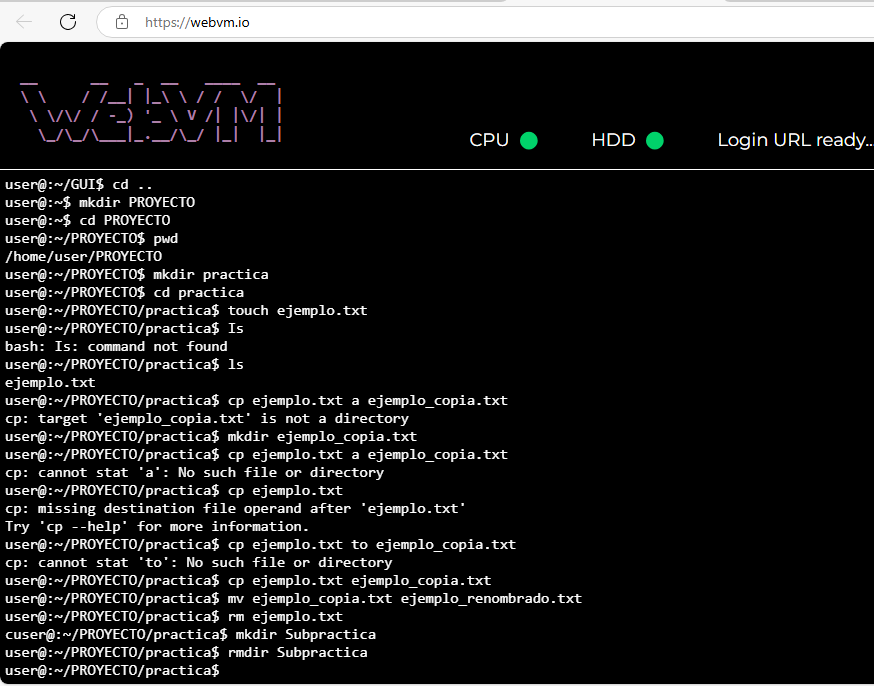 https://webvm.io
WebVM
CPU
HDD
Login URL ready...
user@:~/GUI$ cd ..
user@:~$ mkdir PROYECTO
user@:~$ cd PROYECTO
user@:~/PROYECTO$ pwd
/home/user/PROYECTO
user@:~/PROYECTO$ mkdir practica
user@:~/PROYECTO$ cd practica
user@:~/PROYECTO/practica$ touch ejemplo.txt
user@:~/PROYECTO/practica$ Is
bash: Is: command not found
user@:~/PROYECTO/practica$ ls
ejemplo.txt
user@:~/PROYECTO/practica$ cp ejemplo.txt a ejemplo_copia.txt
cp: target 'ejemplo_copia.txt' is not a directory
user@:~/PROYECTO/practica$ mkdir ejemplo_copia.txt
user@:~/PROYECTO/practica$ cp ejemplo.txt a ejemplo_copia.txt
cp: cannot stat 'a': No such file or directory
user@:~/PROYECTO/practica$ cp ejemplo.txt
cp: missing destination file operand after 'ejemplo.txt'
Try 'cp --help' for more information.
user@:~/PROYECTO/practica$ cp ejemplo.txt to ejemplo_copia.txt
cp: cannot stat 'to': No such file or directory
user@:~/PROYECTO/practica$ cp ejemplo.txt ejemplo_copia.txt
user@:~/PROYECTO/practica$ mv ejemplo_copia.txt ejemplo_renombrado.txt
user@:~/PROYECTO/practica$ rm ejemplo.txt
cuser@:~/PROYECTO/practica$ mkdir Subpractica
user@:~/PROYECTO/practica$ rmdir Subpractica
user@:~/PROYECTO/practica$